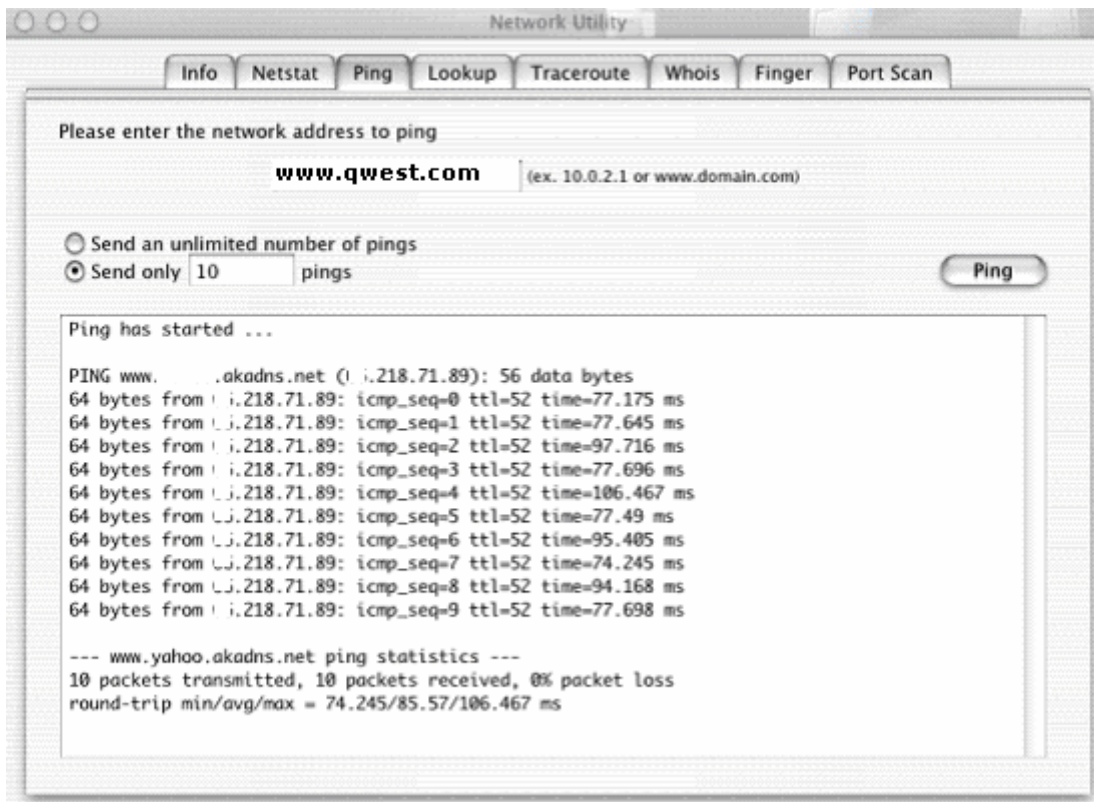 Network Utility
Info Netstat Ping Lookup Traceroute Whois Finger Port Scan
Please enter the network address to ping
www.qwest.com (ex. 10.0.2.1 or www.domain.com)
Send an unlimited number of pings
Send only 10 pings
Ping
Ping has started ...
PING www. .akadns.net ( .218.71.89): 56 data bytes
64 bytes from .218.71.89: icmp_seq=0 ttl=52 time=77.175 ms
64 bytes from .218.71.89: icmp_seq=1 ttl=52 time=77.645 ms
64 bytes from .218.71.89: icmp_seq=2 ttl=52 time=97.716 ms
64 bytes from .218.71.89: icmp_seq=3 ttl=52 time=77.696 ms
64 bytes from .218.71.89: icmp_seq=4 ttl=52 time=106.467 ms
64 bytes from .218.71.89: icmp_seq=5 ttl=52 time=77.49 ms
64 bytes from .218.71.89: icmp_seq=6 ttl=52 time=95.405 ms
64 bytes from .218.71.89: icmp_seq=7 ttl=52 time=74.245 ms
64 bytes from .218.71.89: icmp_seq=8 ttl=52 time=94.168 ms
64 bytes from .218.71.89: icmp_seq=9 ttl=52 time=77.698 ms
--- www.yahoo.akadns.net ping statistics ---
10 packets transmitted, 10 packets received, 0% packet loss
round-trip min/avg/max = 74.245/85.57/106.467 ms